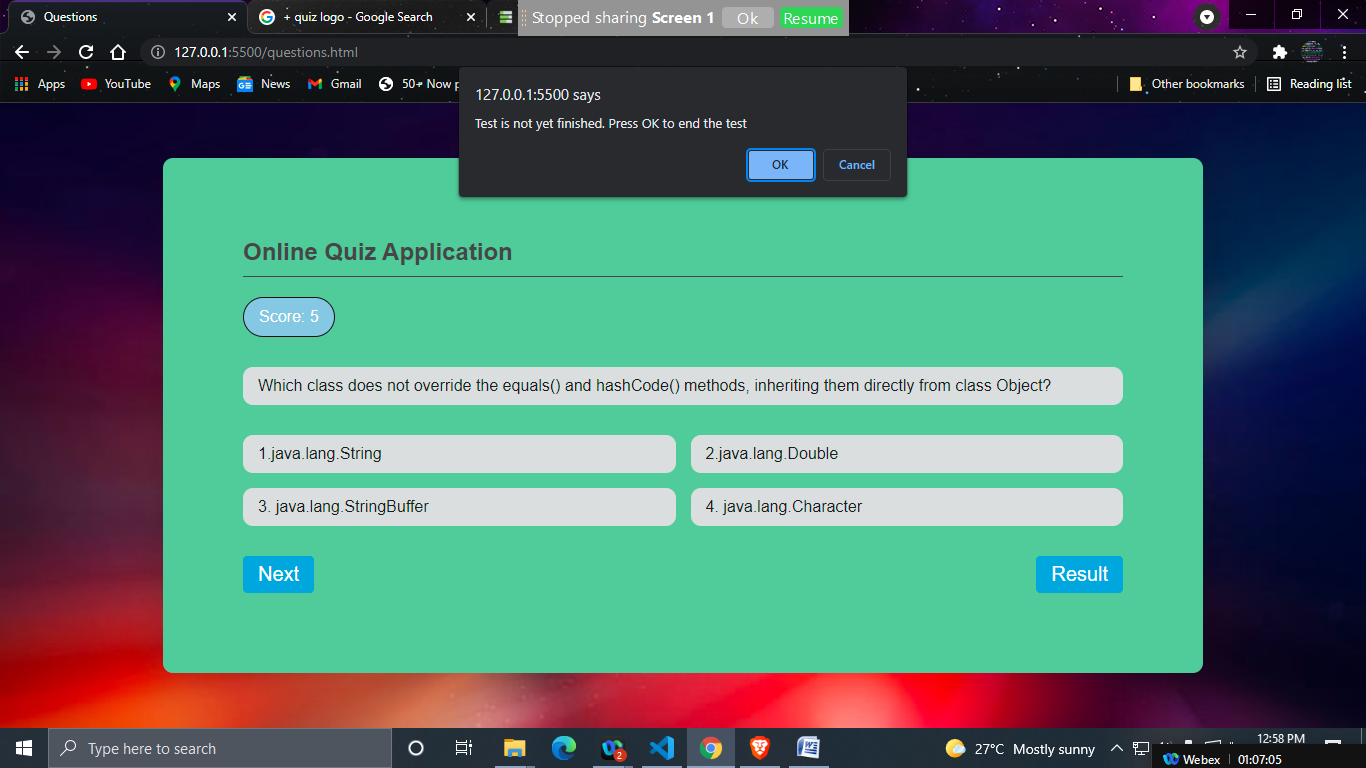 Questions
+ quiz logo - Google Search
Stopped sharing Screen 1 Ok Resume
127.0.0.1:5500/questions.html
Apps YouTube Maps News Gmail 50+ Now Other bookmarks Reading list
127.0.0.1:5500 says
Test is not yet finished. Press OK to end the test
OK Cancel
Online Quiz Application
Score: 5
Which class does not override the equals() and hashCode() methods, inheriting them directly from class Object?
1.java.lang.String
2.java.lang.Double
3. java.lang.StringBuffer
4. java.lang.Character
Next Result
Type here to search
2
27°C Mostly sunny
12:58 PM
Webex 01:07:05